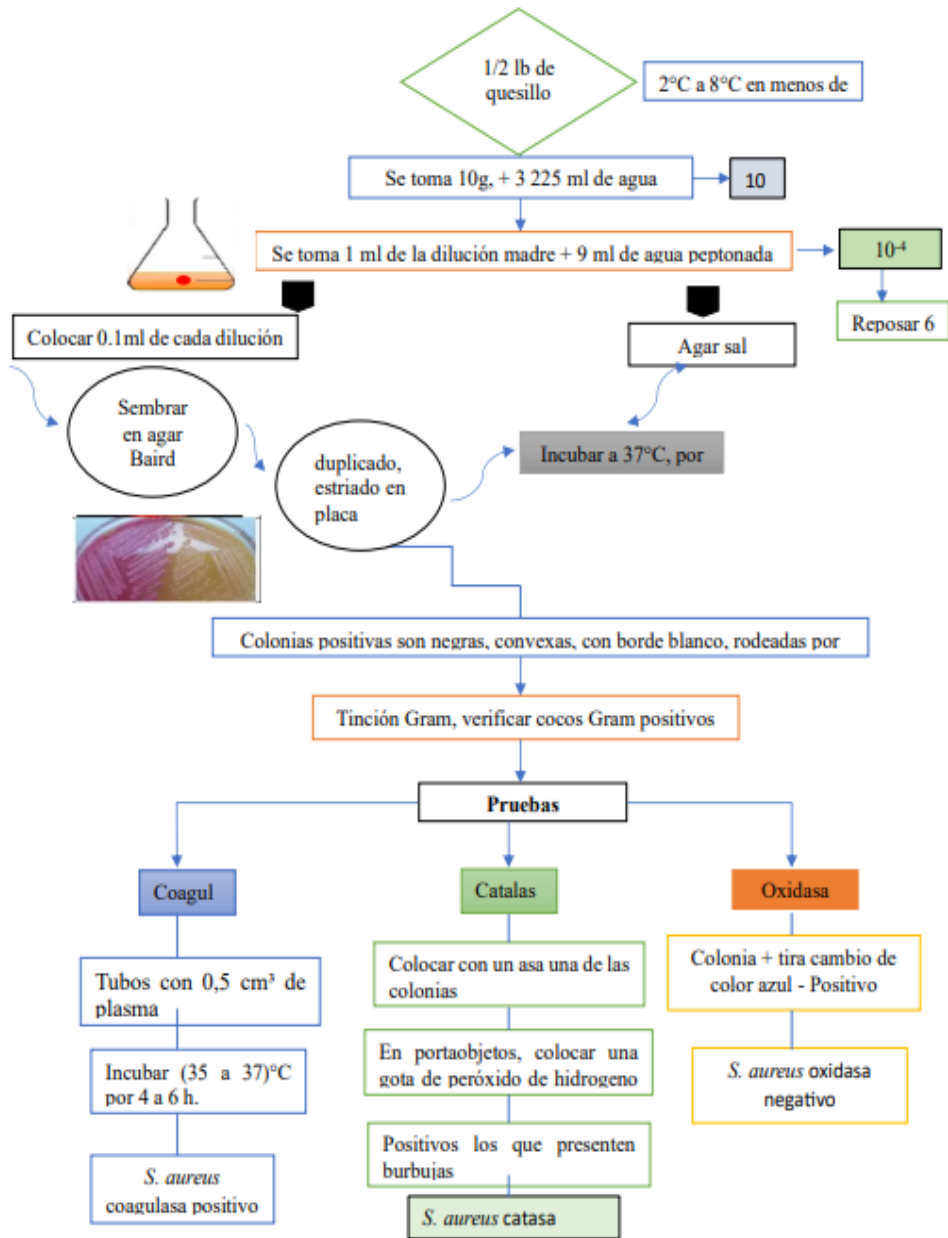 1/2 lb de
quesillo
2°C a 8°C en menos de
Se toma 10g, + 3 225 ml de agua
10
Se toma 1 ml de la dilución madre + 9 ml de agua peptonada
10⁻⁴
Reposar 6
Colocar 0.1ml de cada dilución
Agar sal
Sembrar
en agar
Baird
duplicado,
estriado en
placa
Incubar a 37°C, por
Colonias positivas son negras, convexas, con borde blanco, rodeadas por
Tinción Gram, verificar cocos Gram positivos
Pruebas
Coagul
Catalas
Oxidasa
Tubos con 0,5 cm³ de
plasma
Incubar (35 a 37)°C
por 4 a 6 h.
S. aureus
coagulasa positivo
Colocar con un asa una de las
colonias
En portaobjetos, colocar una
gota de peróxido de hidrogeno
Positivos los que presenten
burbujas
S. aureus catasa
Colonia + tira cambio de
color azul - Positivo
S. aureus oxidasa
negativo